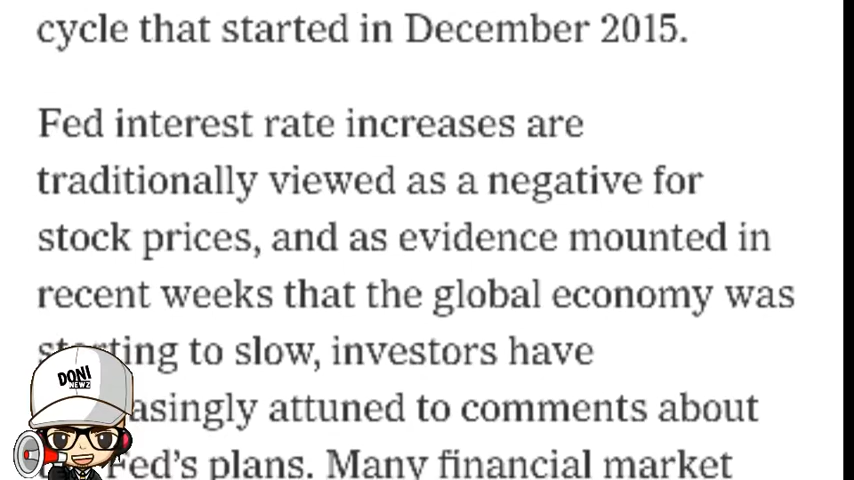 cycle that started in December 2015.
Fed interest rate increases are
traditionally viewed as a negative for
stock prices, and as evidence mounted in
recent weeks that the global economy was
to slow, investors have
attuned to comments about
Fed's plans. Many financial market
DONI
NEWZ